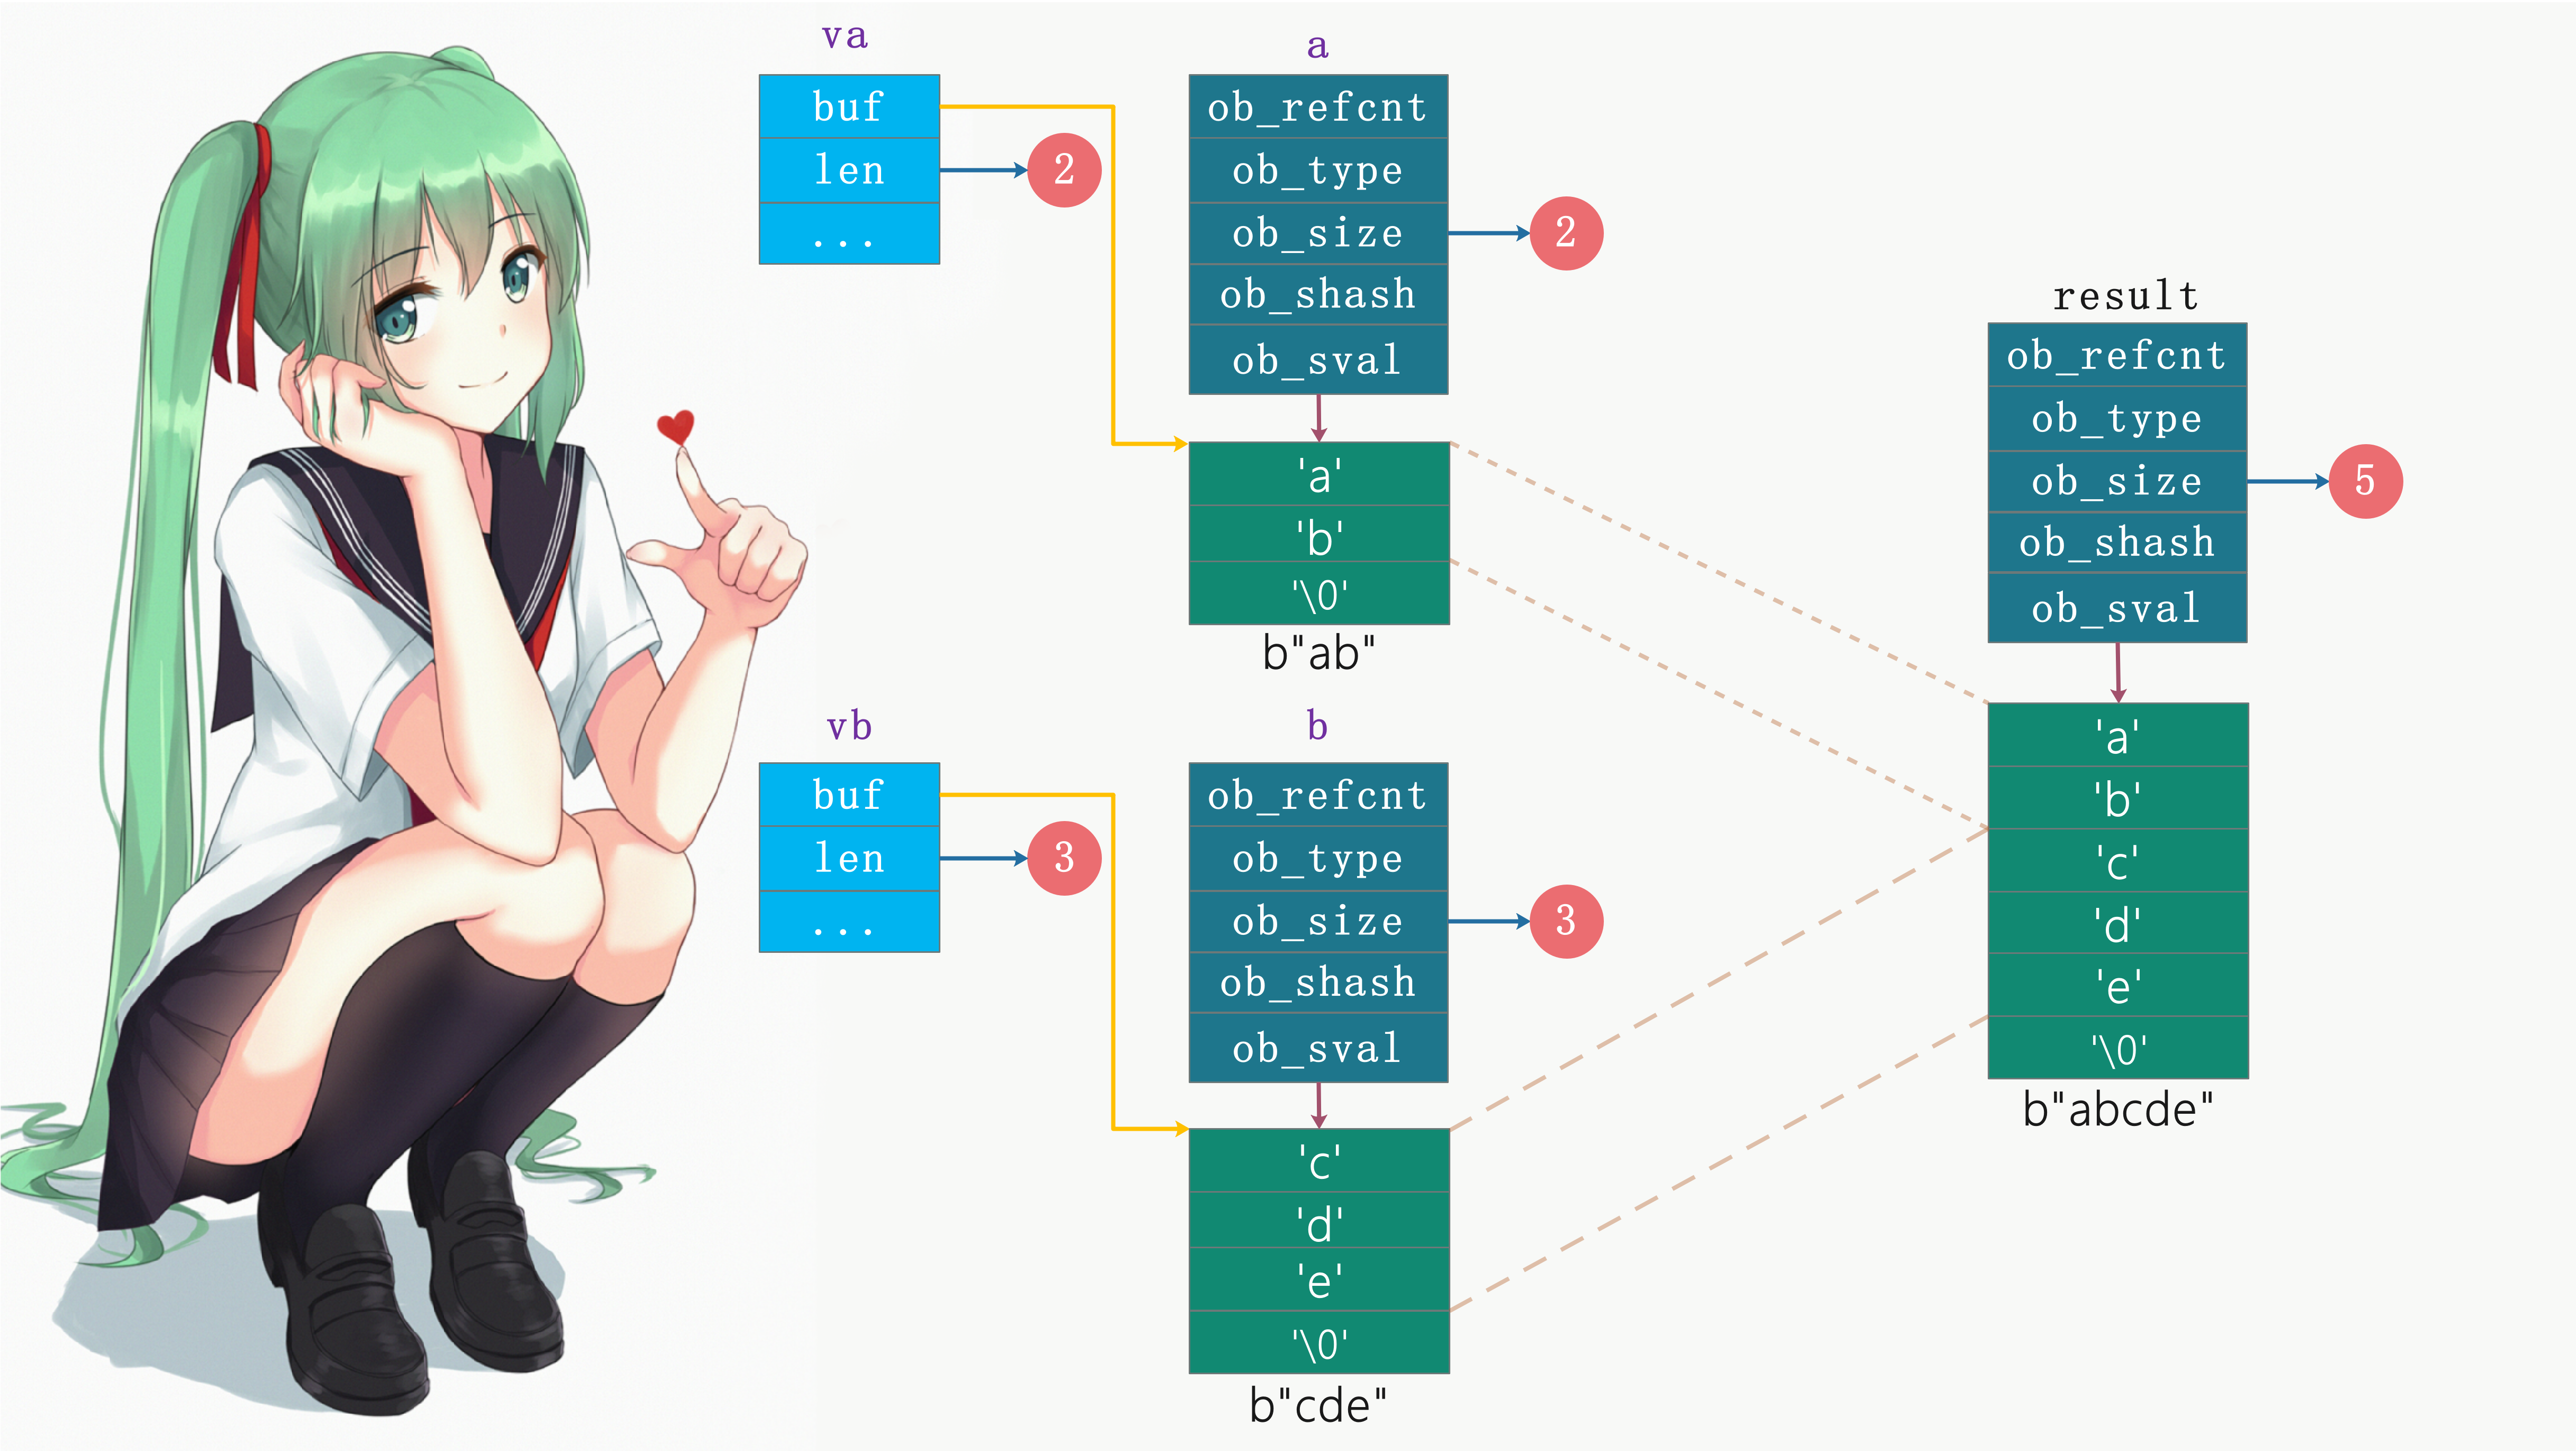 va
buf
len
2
...
a
ob_refcnt
ob_type
ob_size
2
ob_shash
ob_sval
'a'
'b'
'\0'
b"ab"
vb
buf
len
3
...
b
ob_refcnt
ob_type
ob_size
3
ob_shash
ob_sval
'c'
'd'
'e'
'\0'
b"cde"
result
ob_refcnt
ob_type
ob_size
5
ob_shash
ob_sval
'a'
'b'
'c'
'd'
'e'
'\0'
b"abcde"